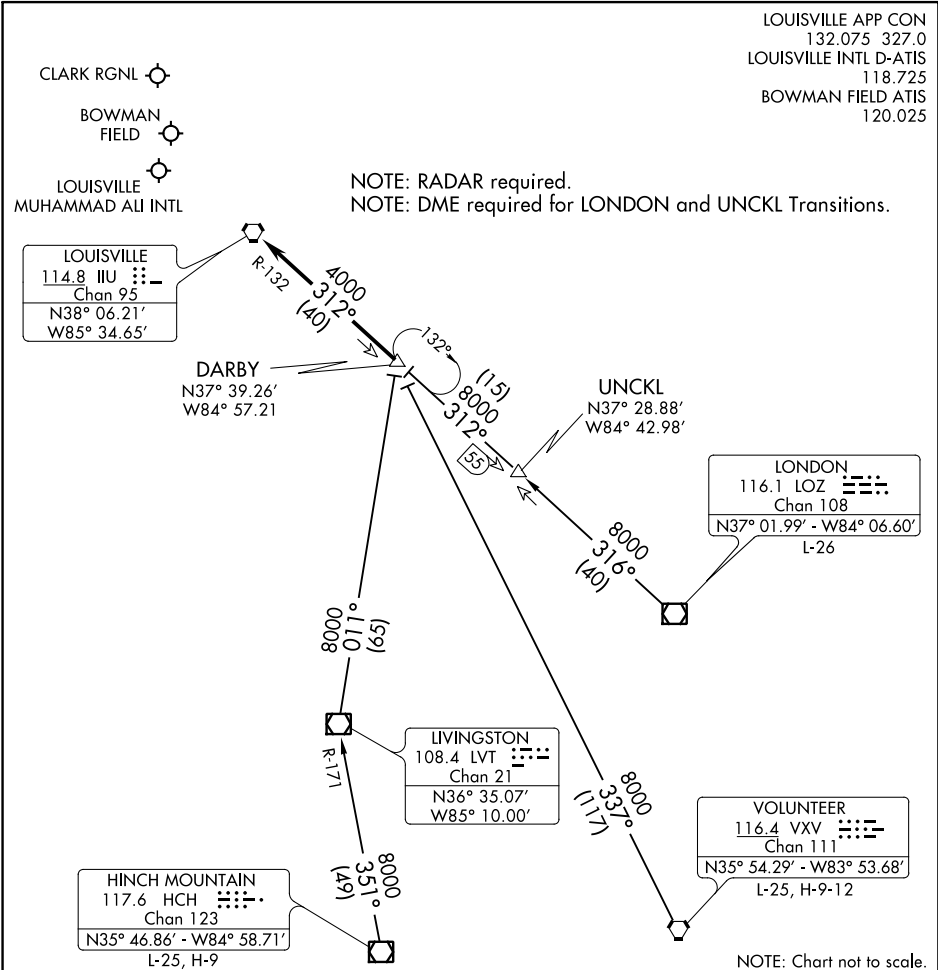 LOUISVILLE APP CON
132.075 327.0
LOUISVILLE INTL D-ATIS
118.725
BOWMAN FIELD ATIS
120.025
CLARK RGNL
BOWMAN
FIELD
LOUISVILLE
MUHAMMAD ALI INTL
NOTE: RADAR required.
NOTE: DME required for LONDON and UNCKL Transitions.
LOUISVILLE
114.8 IIU
Chan 95
N38° 06.21'
W85° 34.65'
R-132
4000
312°
(40)
DARBY
N37° 39.26'
W84° 57.21
132°
(15)
8000
312°
55
UNCKL
N37° 28.88'
W84° 42.98'
LONDON
116.1 LOZ
Chan 108
N37° 01.99' - W84° 06.60'
L-26
8000
316°
(40)
8000
011°
(65)
LIVINGSTON
108.4 LVT
Chan 21
N36° 35.07'
W85° 10.00'
R-171
8000
337°
(117)
VOLUNTEER
116.4 VXV
Chan 111
N35° 54.29' - W83° 53.68'
L-25, H-9-12
8000
351°
(49)
HINCH MOUNTAIN
117.6 HCH
Chan 123
N35° 46.86' - W84° 58.71'
L-25, H-9
NOTE: Chart not to scale.